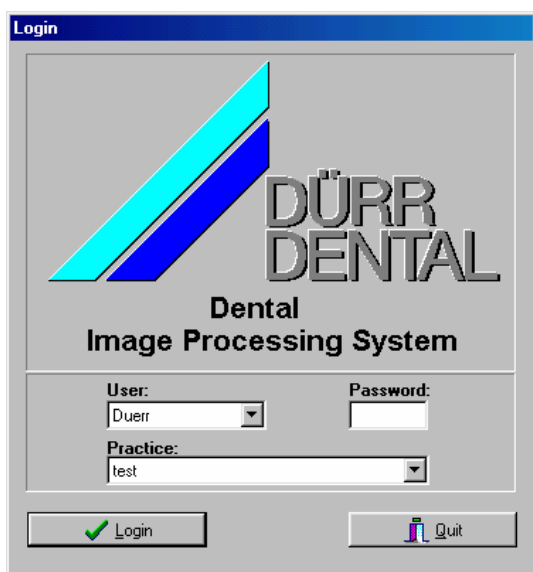 Login
DÜRR
DENTAL
Dental
Image Processing System
User:
Password:
Duerr
Practice:
test
Login
Quit